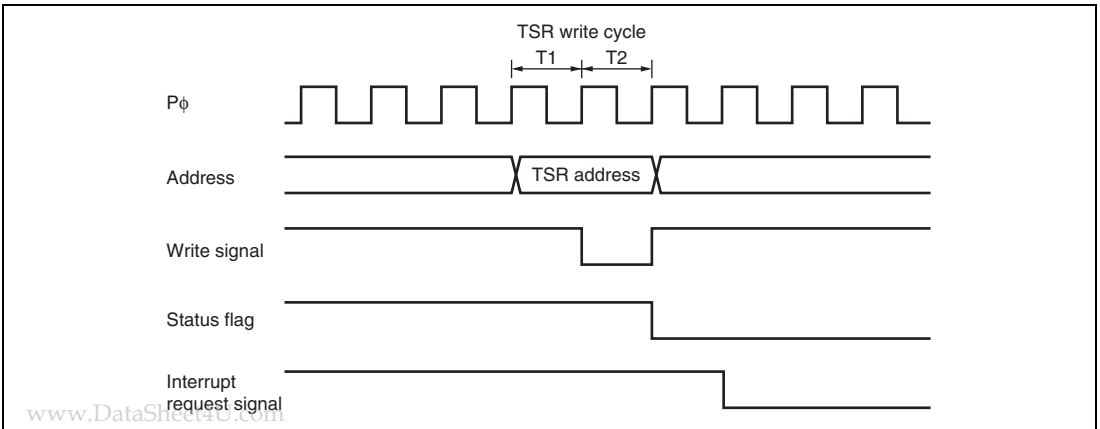 TSR write cycle
T1 T2
Pϕ
Address
TSR address
Write signal
Status flag
Interrupt
request signal
www.DataSheet4U.com